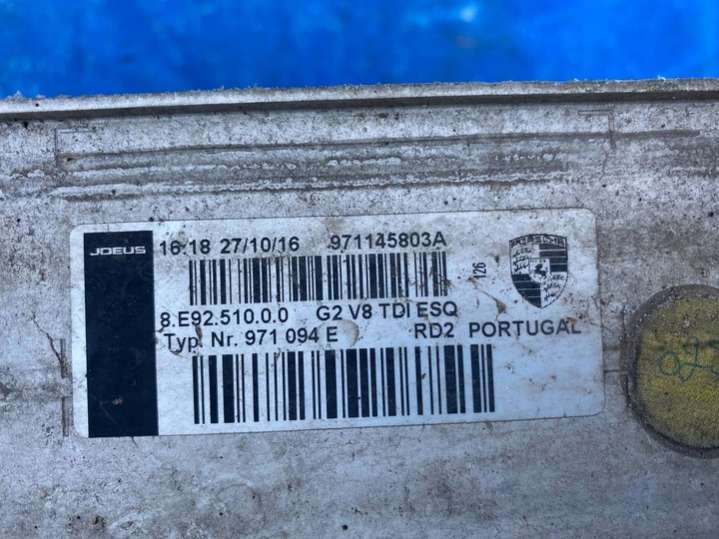 JDEUS
16:18 27/10/16 971145803A
126
PORSCHE
8.E92.510.0.0 G2 V8 TDI ESQ
Typ. Nr. 971 094 E RD2 PORTUGAL